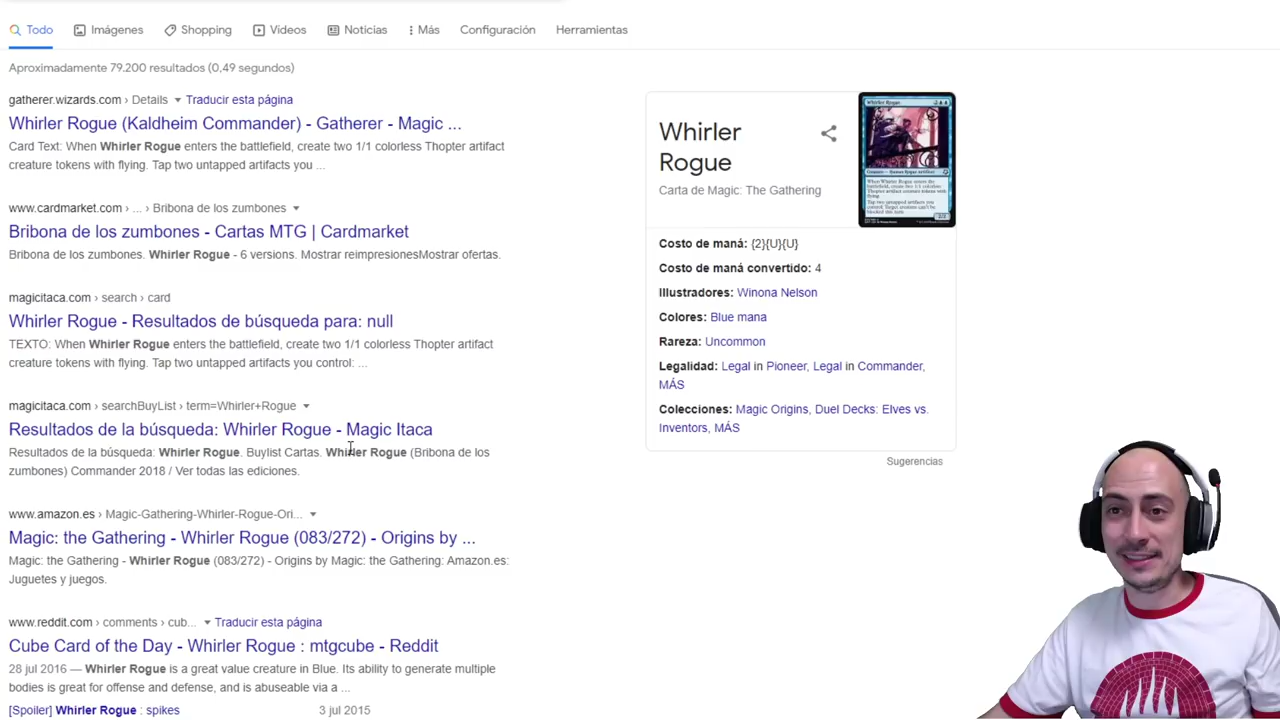 Todo Imágenes Shopping Vídeos Noticias Más Configuración Herramientas
Aproximadamente 79.200 resultados (0,49 segundos)
gatherer.wizards.com › Details Traducir esta página
Whirler Rogue (Kaldheim Commander) - Gatherer - Magic ...
Card Text: When Whirler Rogue enters the battlefield, create two 1/1 colorless Thopter artifact
creature tokens with flying. Tap two untapped artifacts you ...
www.cardmarket.com › ... de los zumbones
Bribona de los zumbones - Cartas MTG | Cardmarket
Bribona de los zumbones. Whirler Rogue - 6 versions. Mostrar reimpresionesMostrar ofertas.
magicitaca.com › search › card
Whirler Rogue - Resultados de búsqueda para: null
TEXTO: When Whirler Rogue enters the battlefield, create two 1/1 colorless Thopter artifact
creature tokens with flying. Tap two untapped artifacts you control: ...
magicitaca.com › searchBuyList › term=Whirler+Rogue
Resultados de la búsqueda: Whirler Rogue - Magic Itaca
Resultados de la búsqueda: Whirler Rogue. Buylist Cartas. Whirler Rogue (Bribona de los
zumbones) Commander 2018 / Ver todas las ediciones.
www.amazon.es › Magic-Gathering-Whirler-Rogue-Ori...
Magic: the Gathering - Whirler Rogue (083/272) - Origins by ...
Magic: the Gathering - Whirler Rogue (083/272) - Origins by Magic: the Gathering: Amazon.es:
Juguetes y juegos.
www.reddit.com › comments › cub... Traducir esta página
Cube Card of the Day - Whirler Rogue : mtgcube - Reddit
28 jul 2016 — Whirler Rogue is a great value creature in Blue. Its ability to generate multiple
bodies is great for offense and defense, and is abuseable via a ...
[Spoiler] Whirler Rogue : spikes 3 jul 2015
Whirler
Rogue
Carta de Magic: The Gathering
Whirler Rogue
Costo de maná: {2}{U}{U}
Costo de maná convertido: 4
Illustradores: Winona Nelson
Colores: Blue mana
Rareza: Uncommon
Legalidad: Legal in Pioneer, Legal in Commander,
MÁS
Colecciones: Magic Origins, Duel Decks: Elves vs.
Inventors, MÁS
Sugerencias